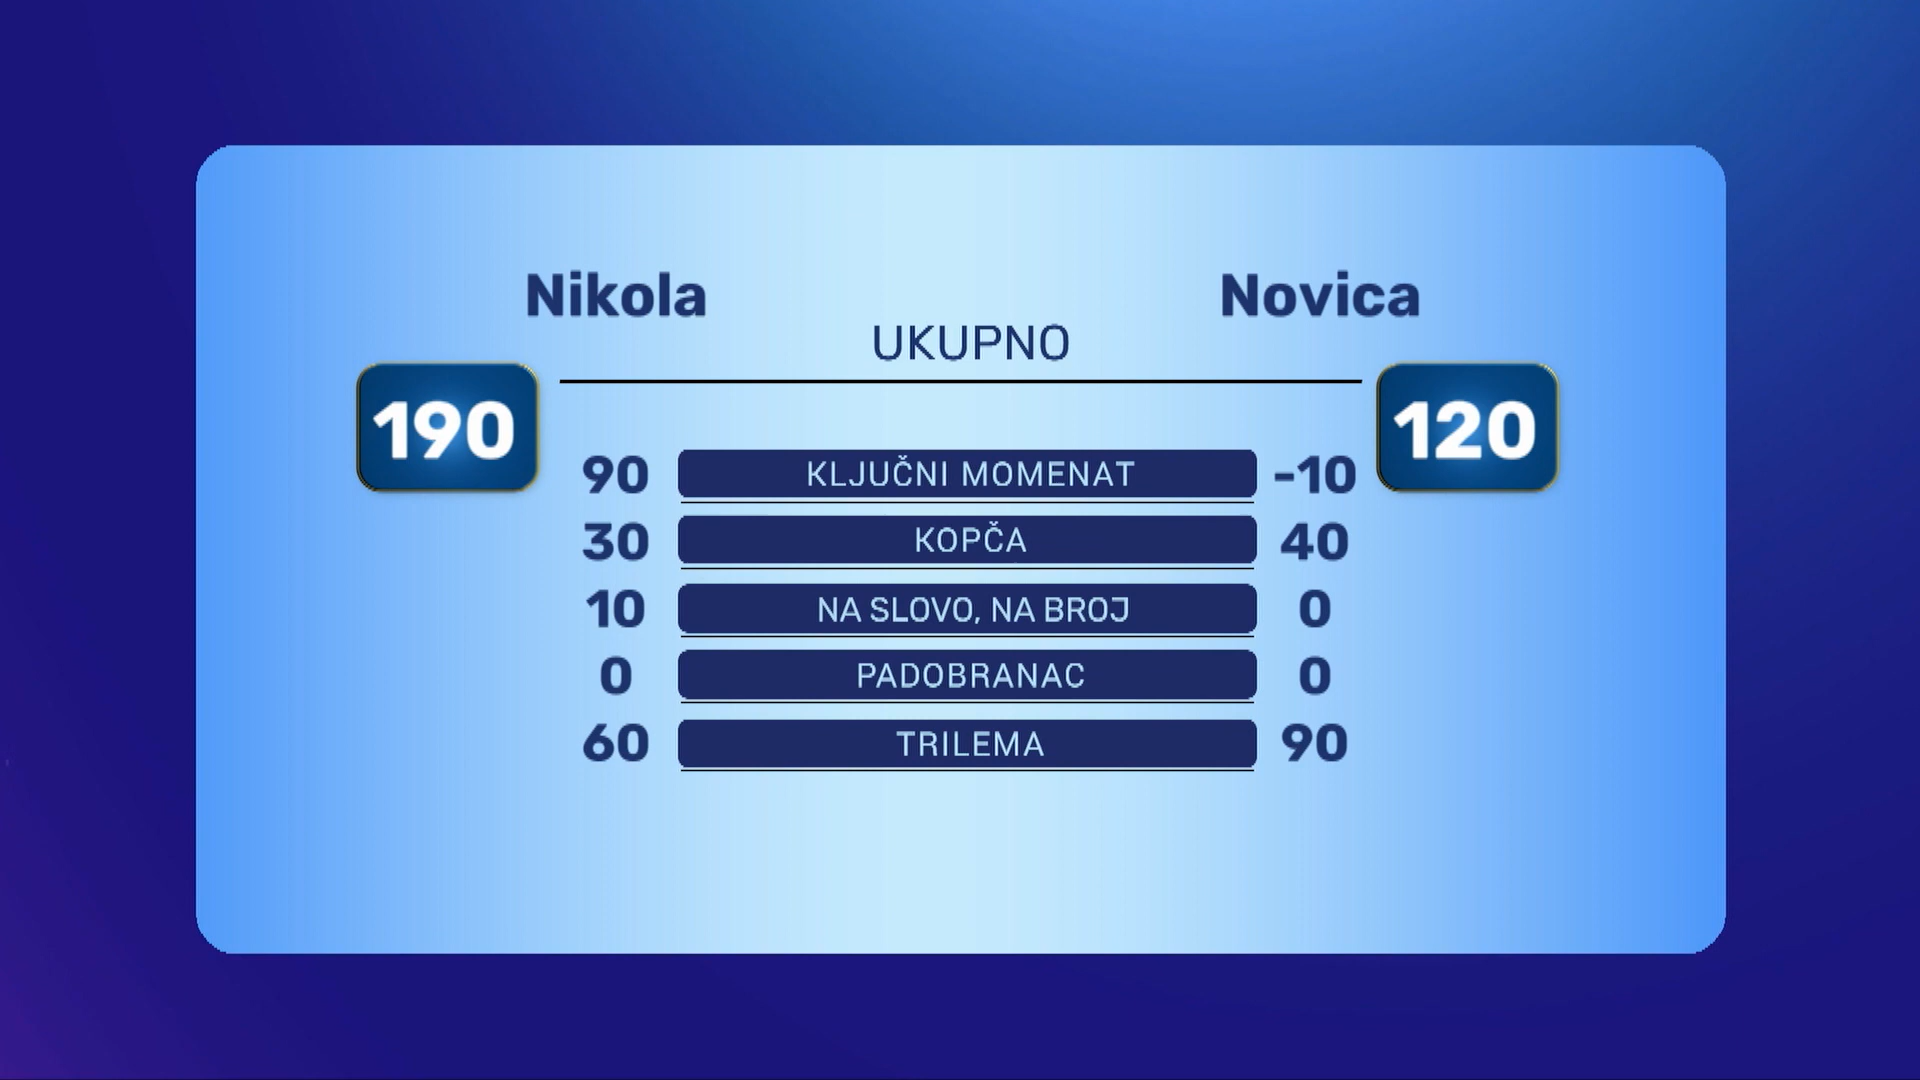 Nikola Novica
UKUPNO
190 120
90 KLJUČNI MOMENAT -10
30 KOPČA 40
10 NA SLOVO, NA BROJ 0
0 PADOBRANAC 0
60 TRILEMA 90